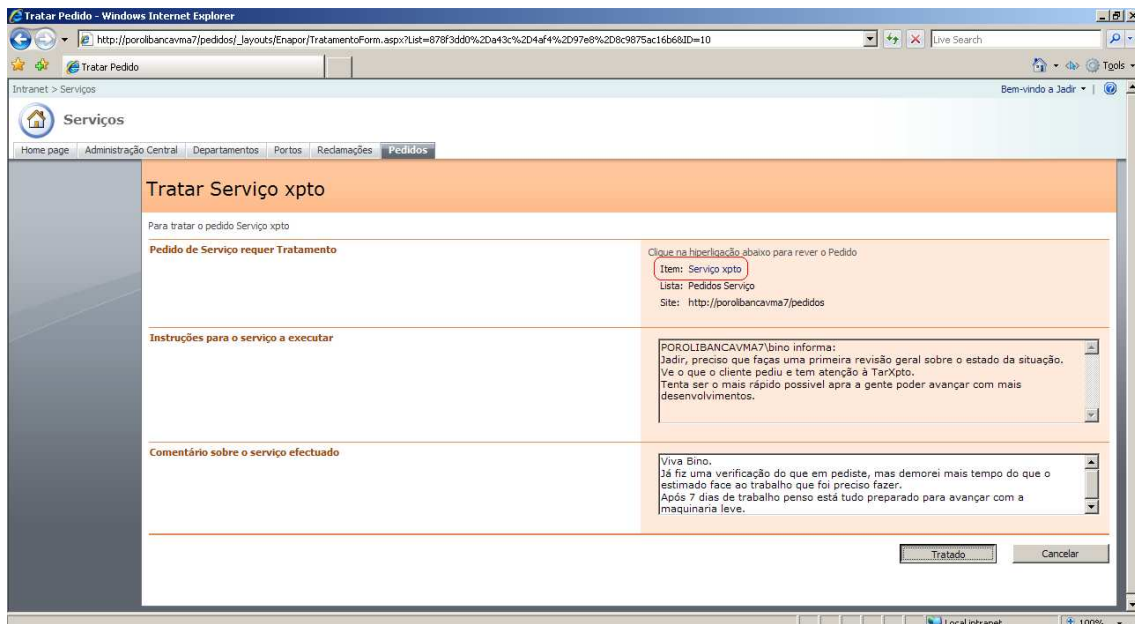 Tratar Pedido - Windows Internet Explorer
http://porolibancavma7/pedidos/_layouts/Enapor/TratamentoForm.aspx?List=878f3dd0%2Da43c%2D4af4%2D97e8%2D8c9875ac16b6&ID=10
Live Search
Tratar Pedido
Tools
Intranet > Serviços
Bem-vindo a Jadir
Serviços
Home page Administração Central Departamentos Portos Reclamações Pedidos
Tratar Serviço xpto
Para tratar o pedido Serviço xpto
Pedido de Serviço requer Tratamento
Clique na hiperligação abaixo para rever o Pedido
Item: Serviço xpto
Lista: Pedidos Serviço
Site: http://porolibancavma7/pedidos
Instruções para o serviço a executar
POROLIBANCAVMA7\bino informa:
Jadir, preciso que faças uma primeira revisão geral sobre o estado da situação.
Ve o que o cliente pediu e tem atenção à TarXpto.
Tenta ser o mais rápido possivel apra a gente poder avançar com mais
desenvolvimentos.
Comentário sobre o serviço efectuado
Viva Bino.
Já fiz uma verificação do que em pediste, mas demorei mais tempo do que o
estimado face ao trabalho que foi preciso fazer.
Após 7 dias de trabalho penso está tudo preparado para avançar com a
maquinaria leve.
Tratado Cancelar
Local intranet 100%